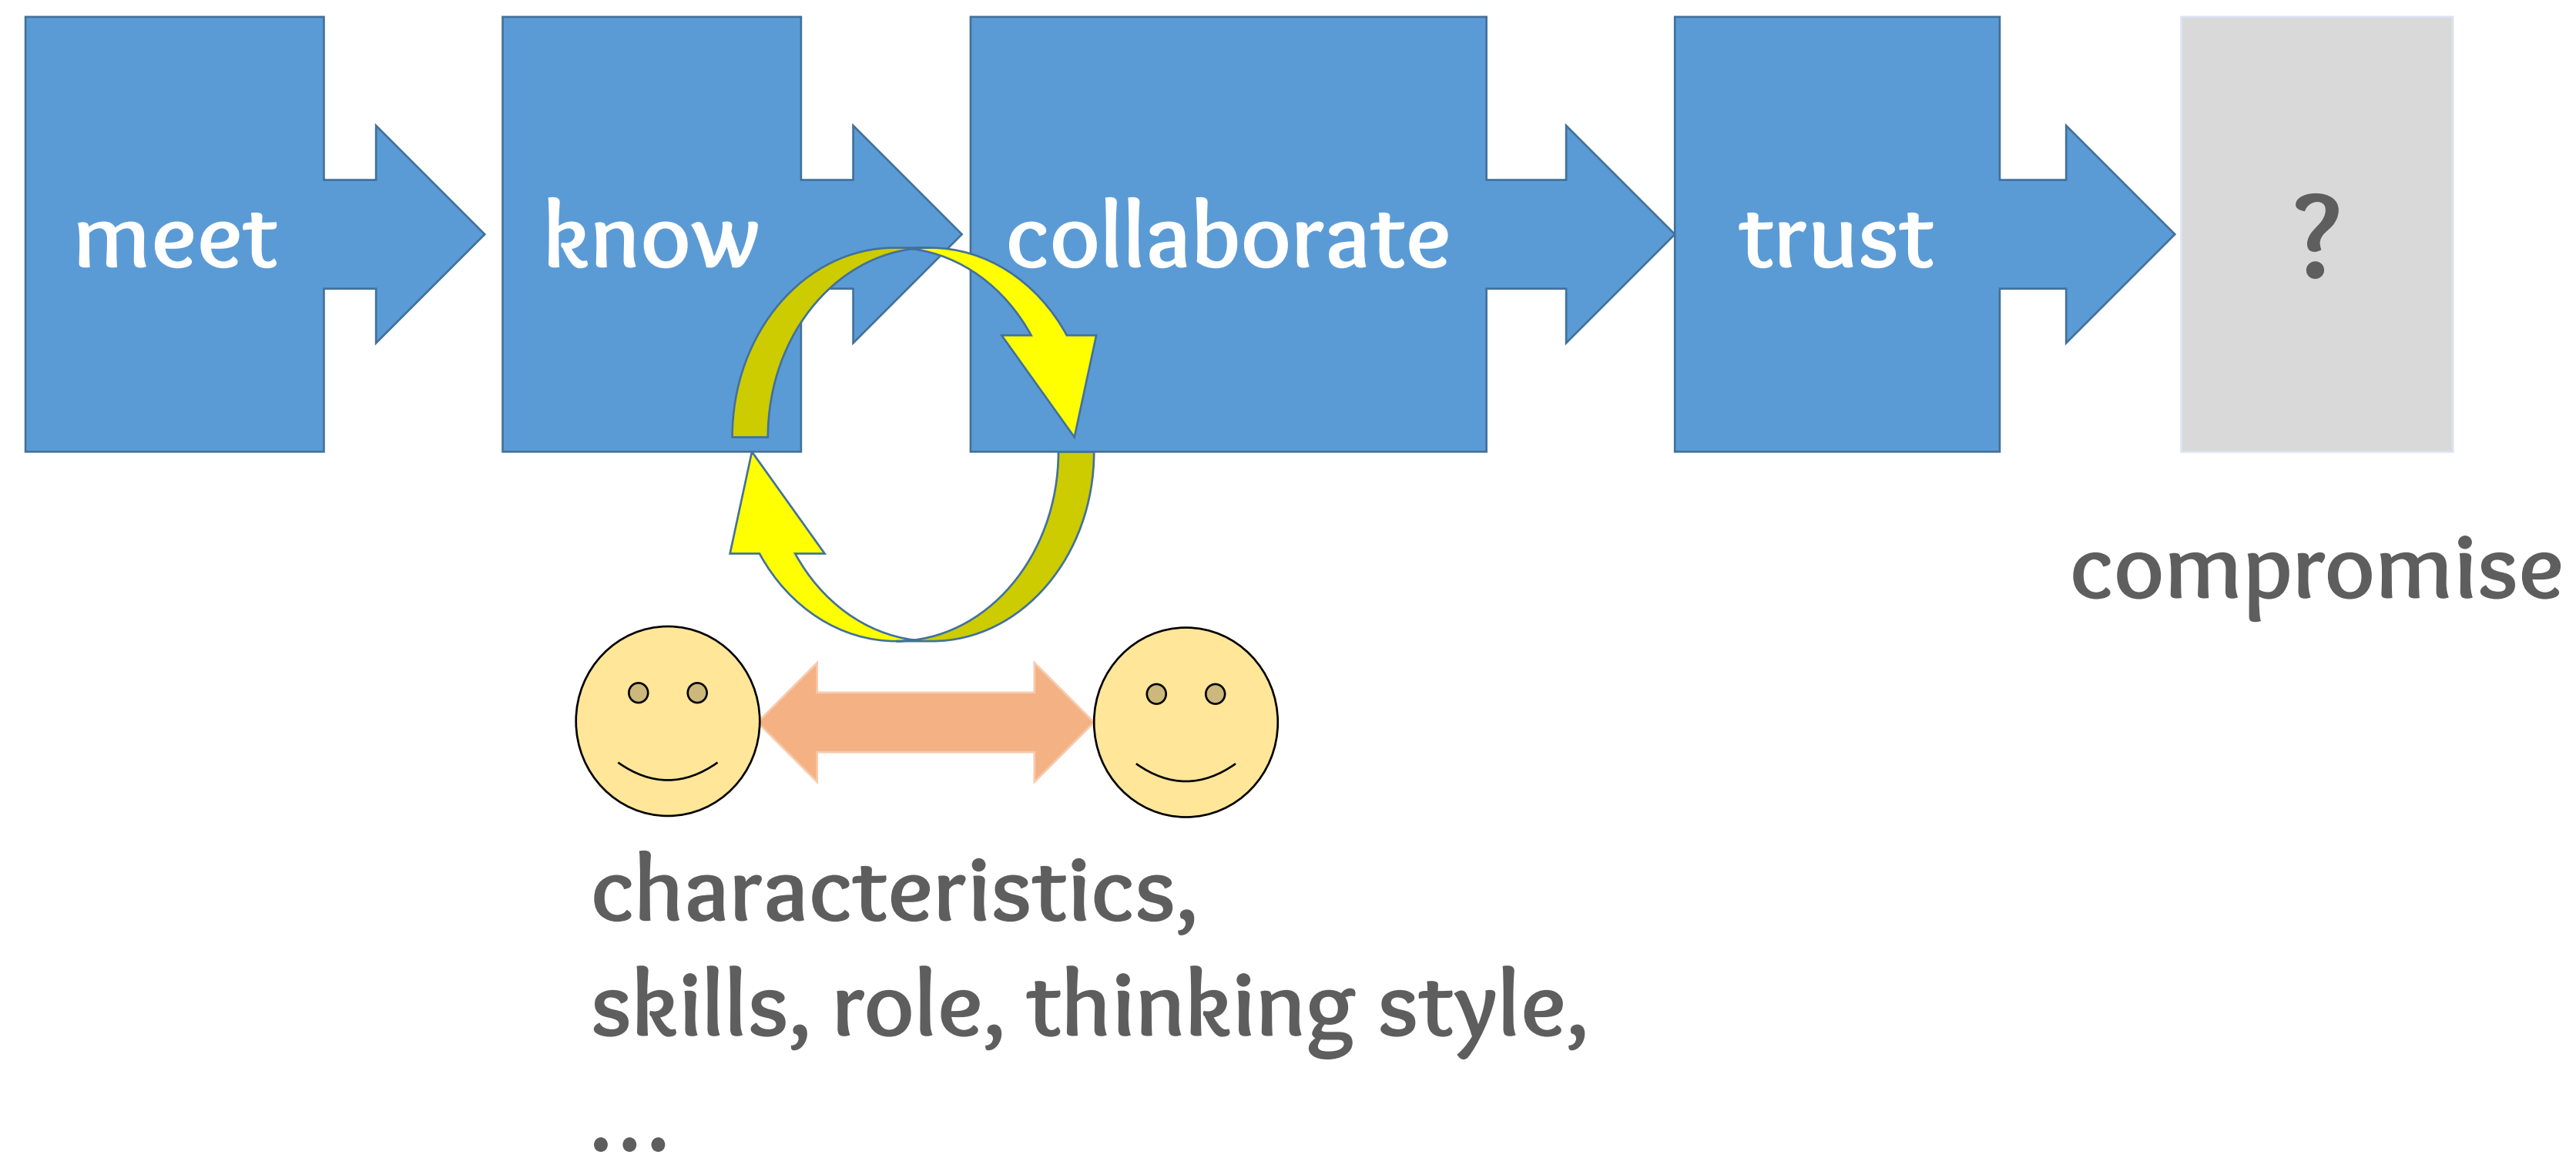 meet
know
collaborate
trust
?
compromise
characteristics,
skills, role, thinking style,
...